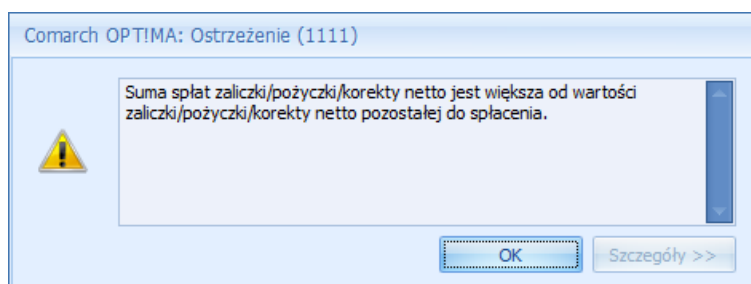 Comarch OPT!MA: Ostrzeżenie (1111)
Suma spłat zaliczki/pożyczki/korekty netto jest większa od wartości
zaliczki/pożyczki/korekty netto pozostałej do spłacenia.
OK
Szczegóły >>